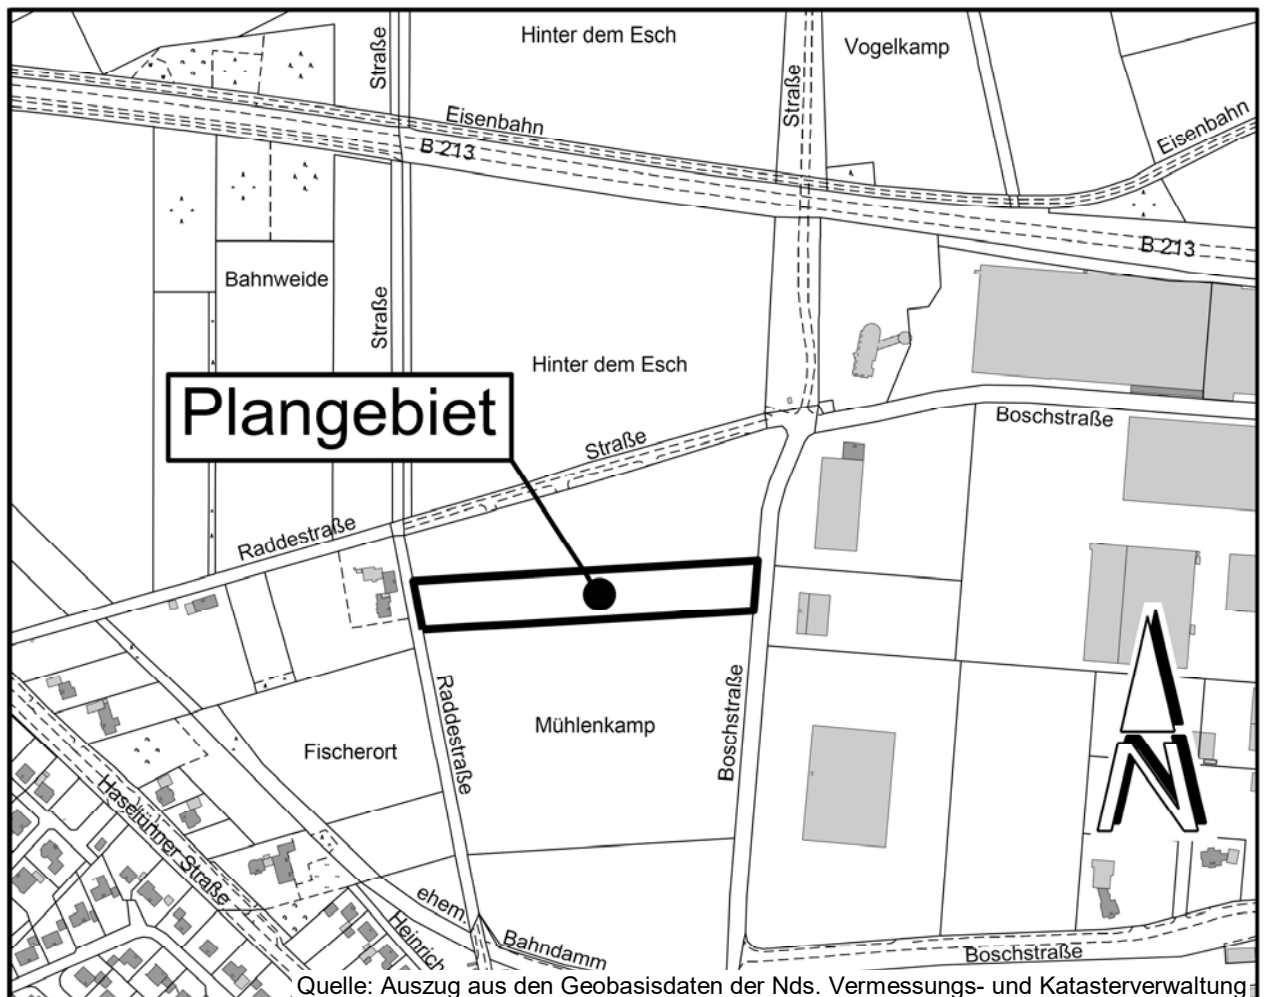 Hinter dem Esch
Vogelkamp
Straße
Straße
Eisenbahn
Eisenbahn
B 213
B 213
Bahnweide
Straße
Hinter dem Esch
Plangebiet
Boschstraße
Straße
Raddestraße
Raddestraße
Mühlenkamp
Boschstraße
Fischerort
Haselünner Straße
N
ehem.
Bahndamm
Heinrich
Boschstraße
Quelle: Auszug aus den Geobasisdaten der Nds. Vermessungs- und Katasterverwaltung